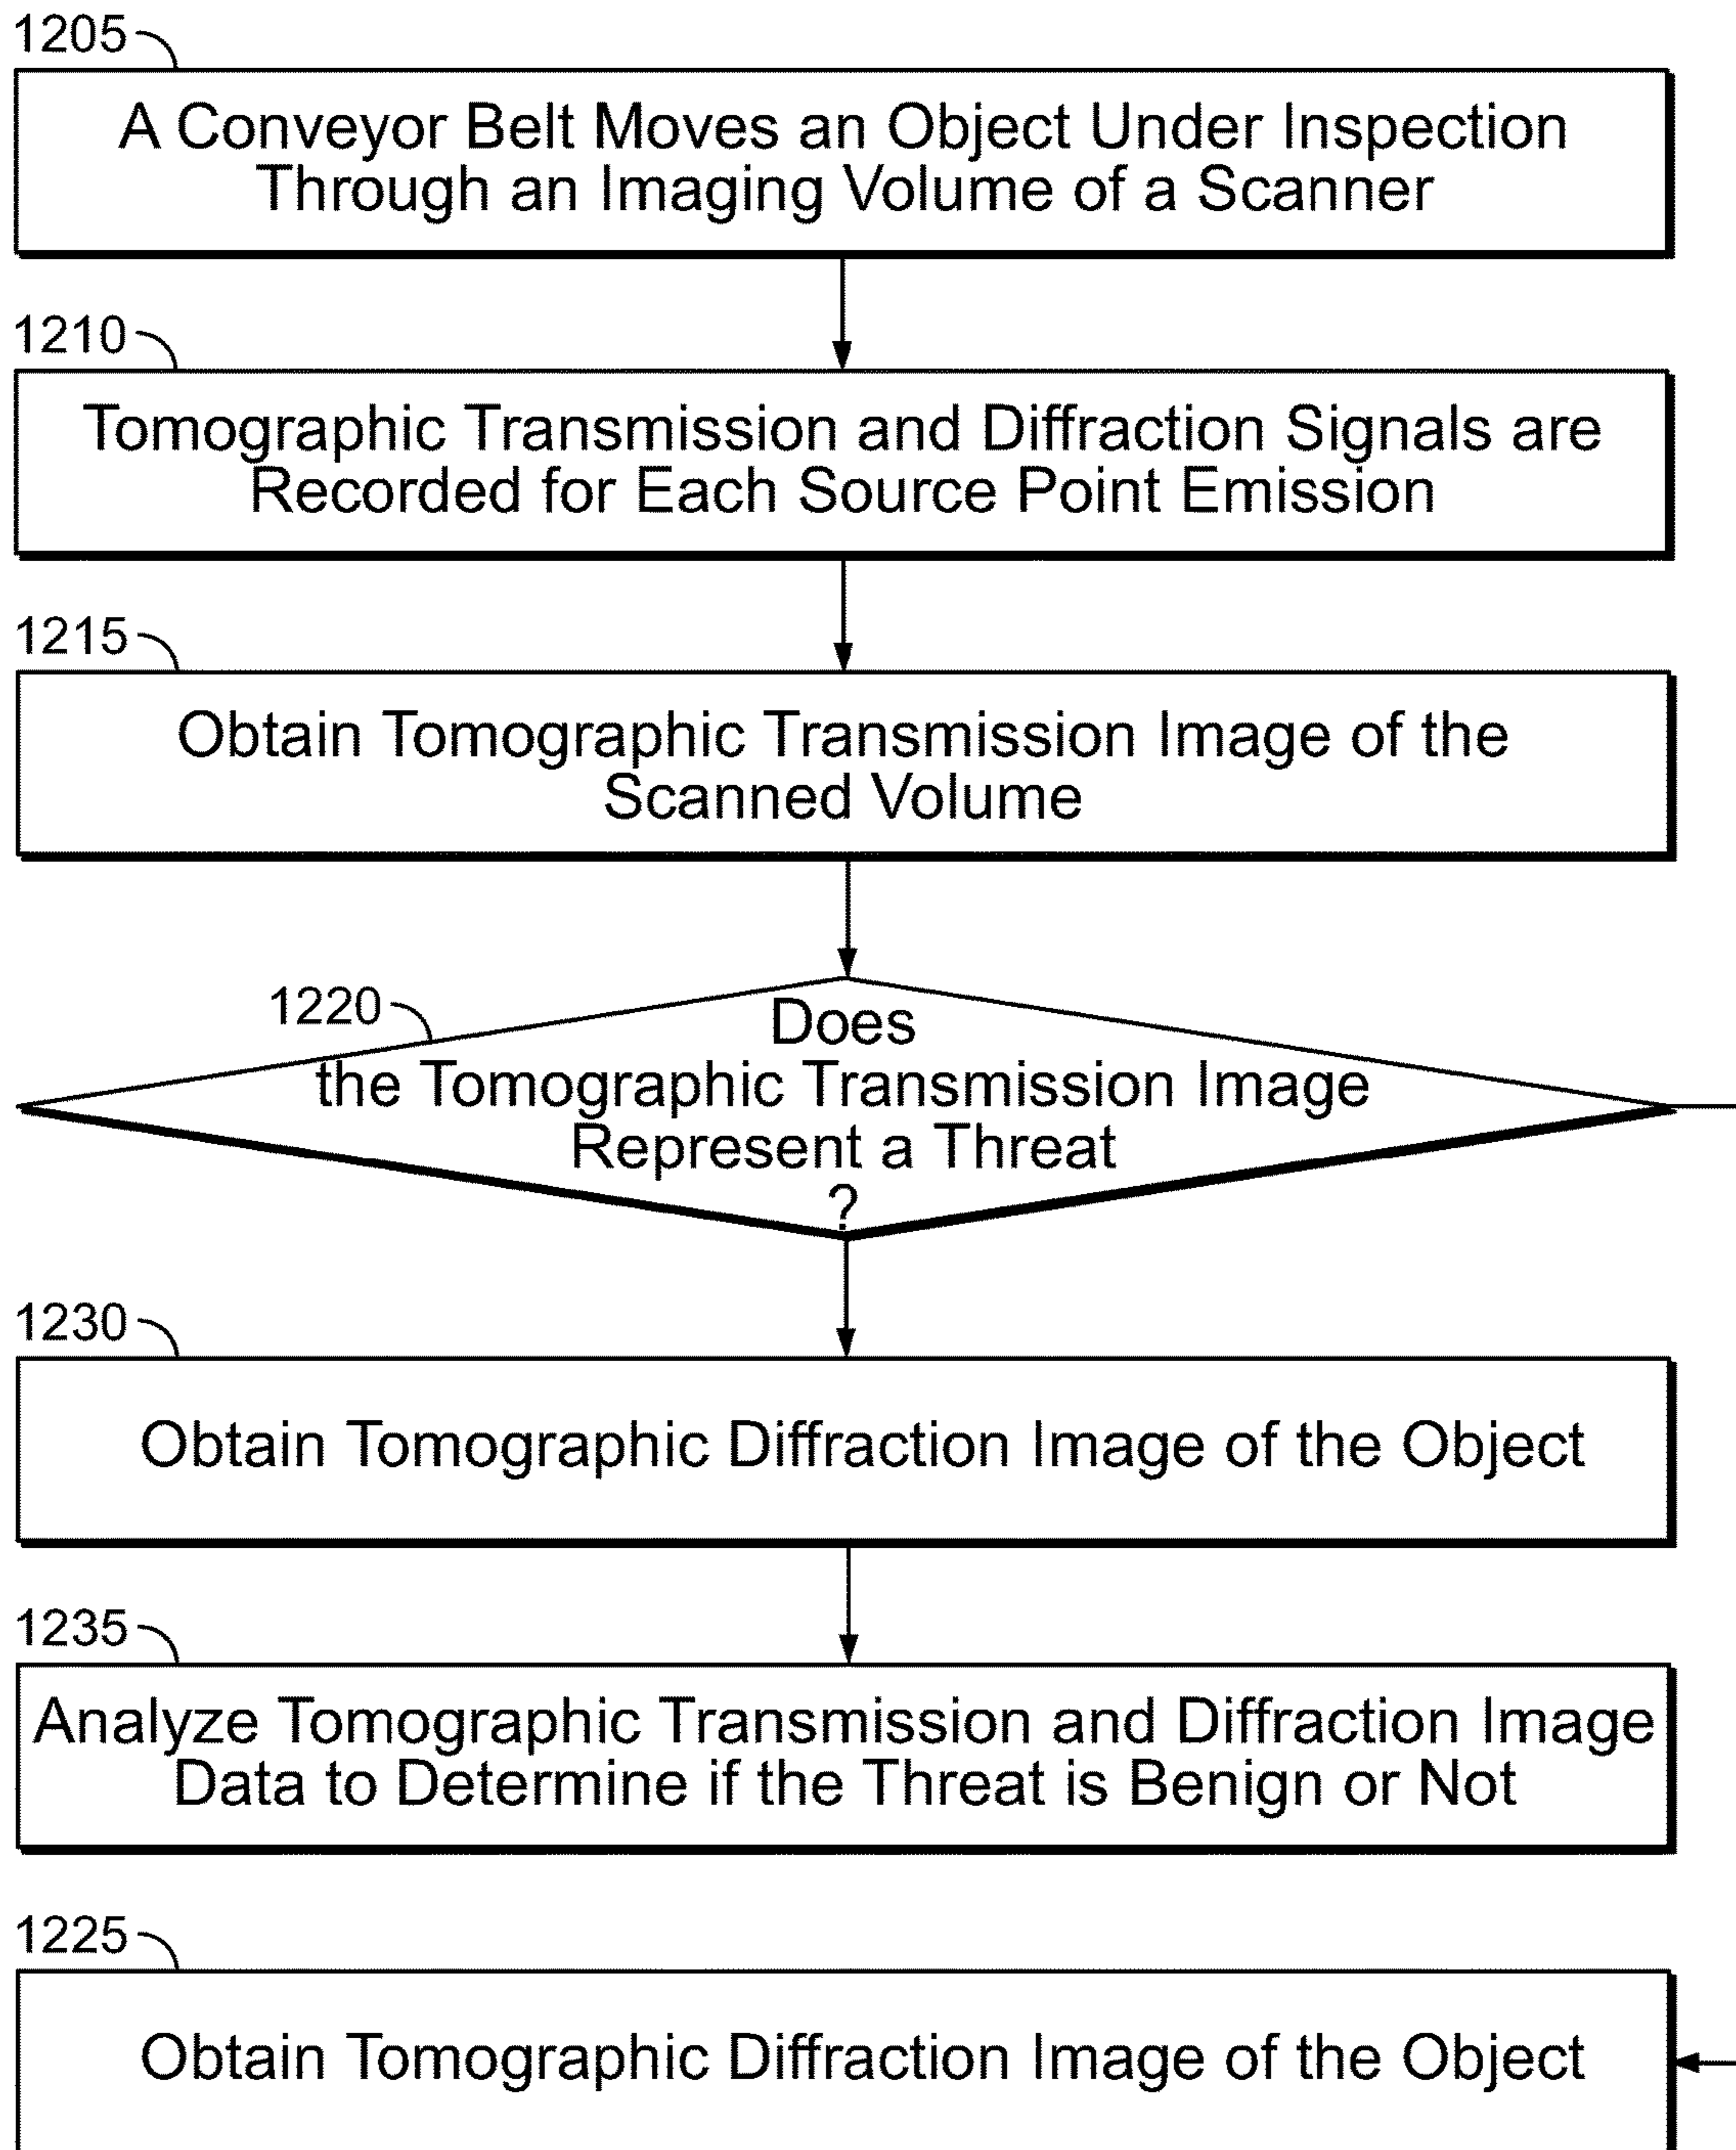 1205
A Conveyor Belt Moves an Object Under Inspection
Through an Imaging Volume of a Scanner
1210
Tomographic Transmission and Diffraction Signals are
Recorded for Each Source Point Emission
1215
Obtain Tomographic Transmission Image of the
Scanned Volume
1220
Does
the Tomographic Transmission Image
Represent a Threat
?
1230
Obtain Tomographic Diffraction Image of the Object
1235
Analyze Tomographic Transmission and Diffraction Image
Data to Determine if the Threat is Benign or Not
1225
Obtain Tomographic Diffraction Image of the Object